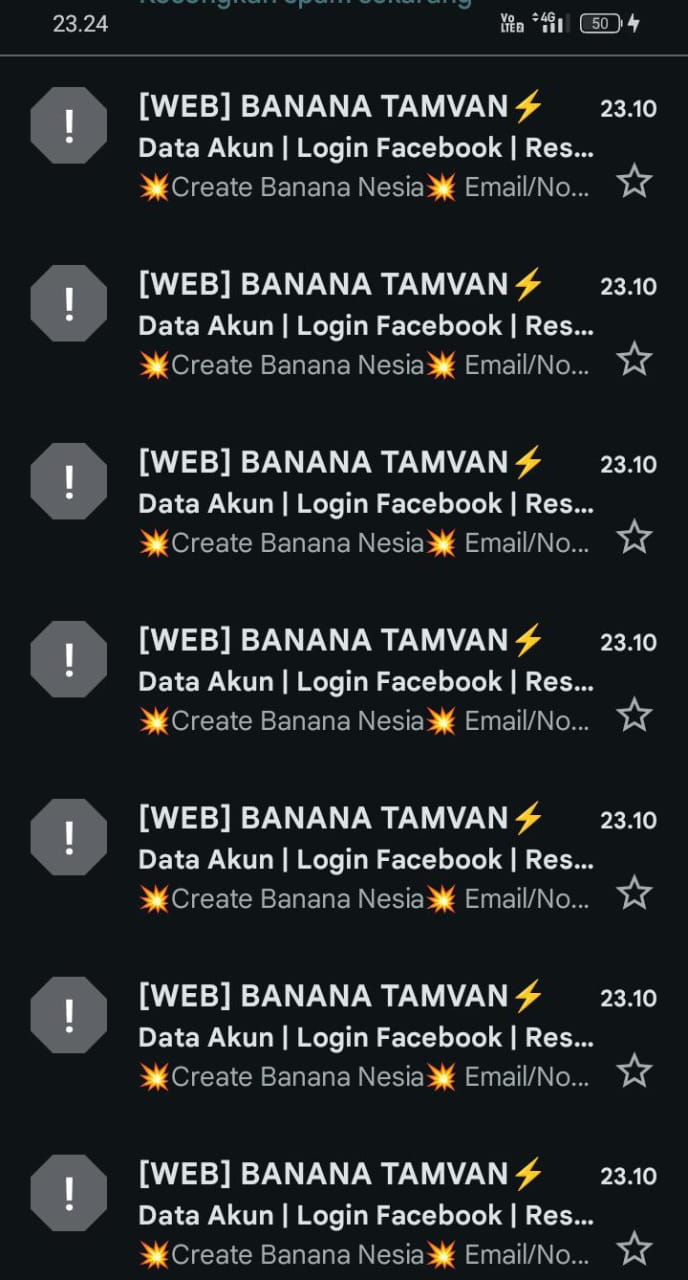 Kosongkan spam sekarang
23.24 Vo LTE 2 4G 50
[WEB] BANANA TAMVAN⚡ 23.10
Data Akun | Login Facebook | Res...
💥Create Banana Nesia💥 Email/No...
[WEB] BANANA TAMVAN⚡ 23.10
Data Akun | Login Facebook | Res...
💥Create Banana Nesia💥 Email/No...
[WEB] BANANA TAMVAN⚡ 23.10
Data Akun | Login Facebook | Res...
💥Create Banana Nesia💥 Email/No...
[WEB] BANANA TAMVAN⚡ 23.10
Data Akun | Login Facebook | Res...
💥Create Banana Nesia💥 Email/No...
[WEB] BANANA TAMVAN⚡ 23.10
Data Akun | Login Facebook | Res...
💥Create Banana Nesia💥 Email/No...
[WEB] BANANA TAMVAN⚡ 23.10
Data Akun | Login Facebook | Res...
💥Create Banana Nesia💥 Email/No...
[WEB] BANANA TAMVAN⚡ 23.10
Data Akun | Login Facebook | Res...
💥Create Banana Nesia💥 Email/No...